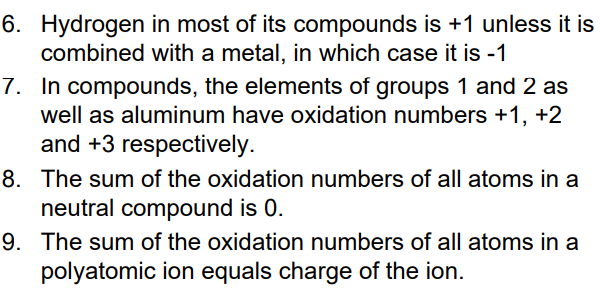 6. Hydrogen in most of its compounds is +1 unless it is
combined with a metal, in which case it is -1
7. In compounds, the elements of groups 1 and 2 as
well as aluminum have oxidation numbers +1, +2
and +3 respectively.
8. The sum of the oxidation numbers of all atoms in a
neutral compound is 0.
9. The sum of the oxidation numbers of all atoms in a
polyatomic ion equals charge of the ion.